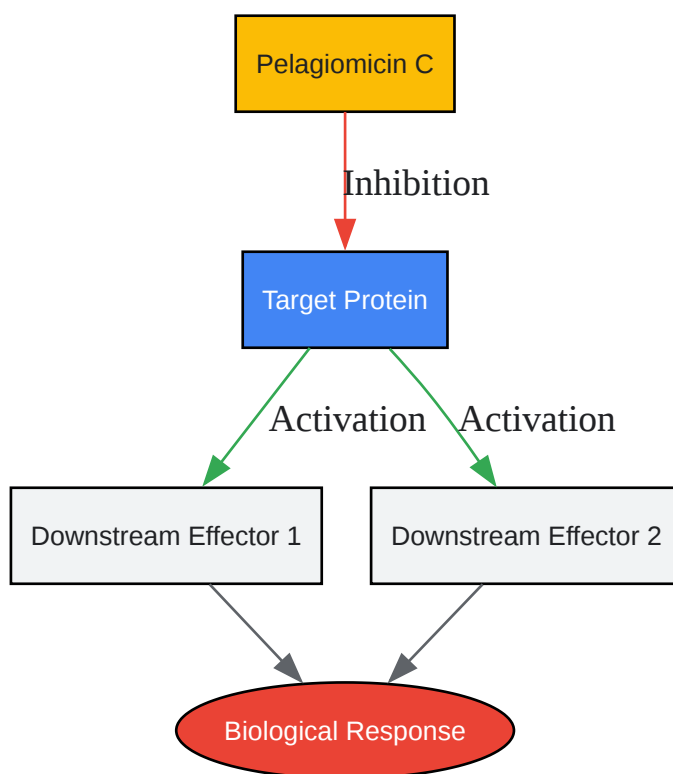 Pelagiomicin C
Inhibition
Target Protein
Activation
Activation
Downstream Effector 1
Downstream Effector 2
Biological Response